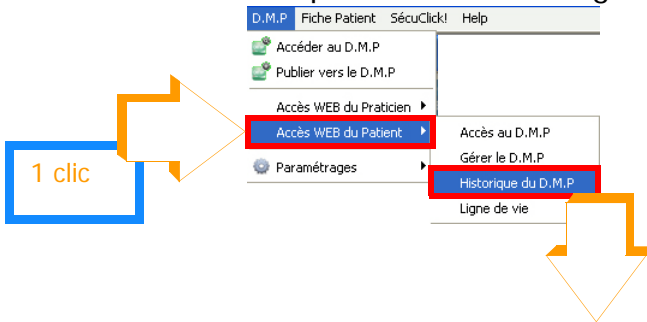 D.M.P Fiche Patient SécuClick! Help
Accéder au D.M.P
Publier vers le D.M.P
Accès WEB du Praticien
Accès WEB du Patient
Paramétrages
Accès au D.M.P
Gérer le D.M.P
Historique du D.M.P
Ligne de vie
1 clic